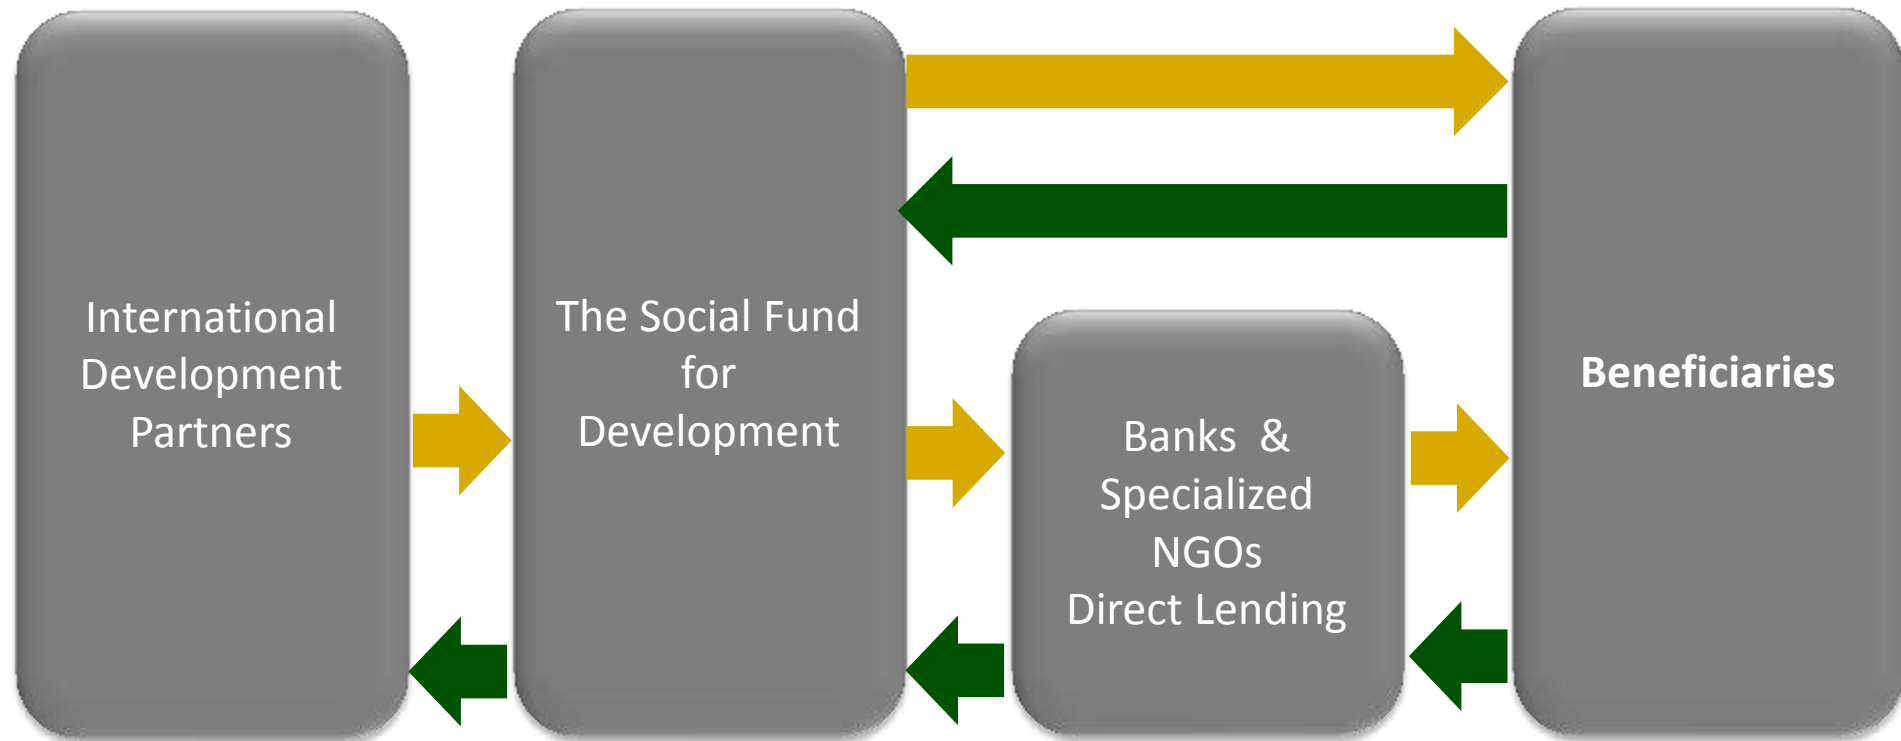 International
Development
Partners
The Social Fund
for
Development
Banks & 
Specialized
NGOs
Direct Lending
Beneficiaries